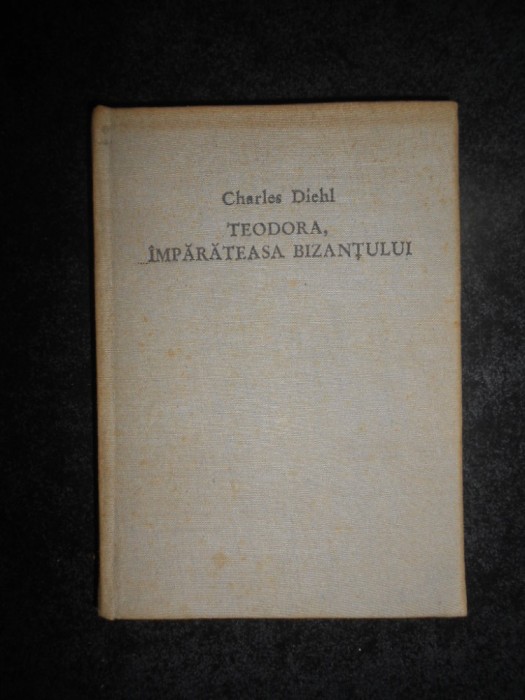 Charles Diehl
TEODORA,
ÎMPĂRĂTEASA BIZANȚULUI